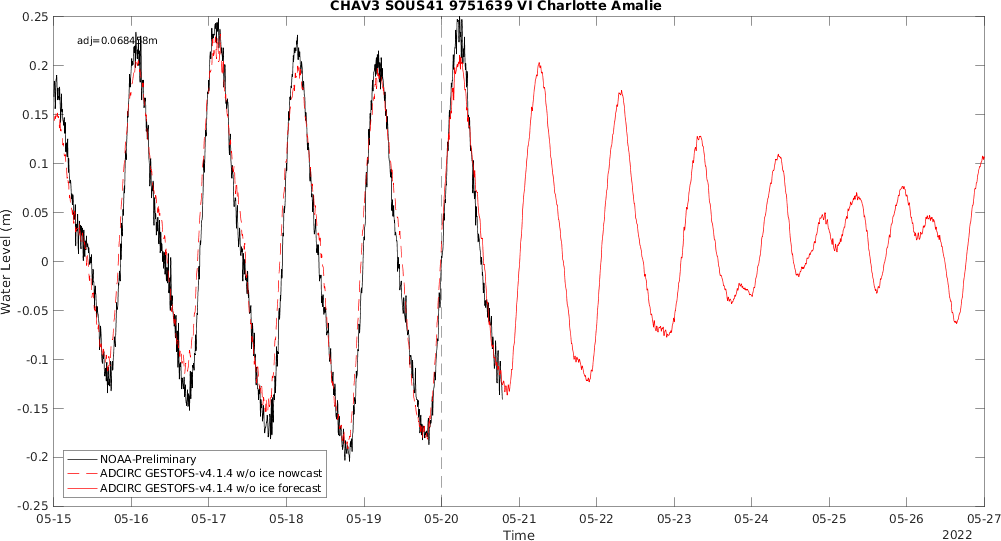 CHAV3 SOUS41 9751639 VI Charlotte Amalie
adj=0.068498m
Water Level (m)
0.25
0.2
0.15
0.1
0.05
0
-0.05
-0.1
-0.15
-0.2
-0.25
NOAA-Preliminary
ADCIRC GESTOFS-v4.1.4 w/o ice nowcast
ADCIRC GESTOFS-v4.1.4 w/o ice forecast
05-15 05-16 05-17 05-18 05-19 05-20 05-21 05-22 05-23 05-24 05-25 05-26 05-27
Time
2022